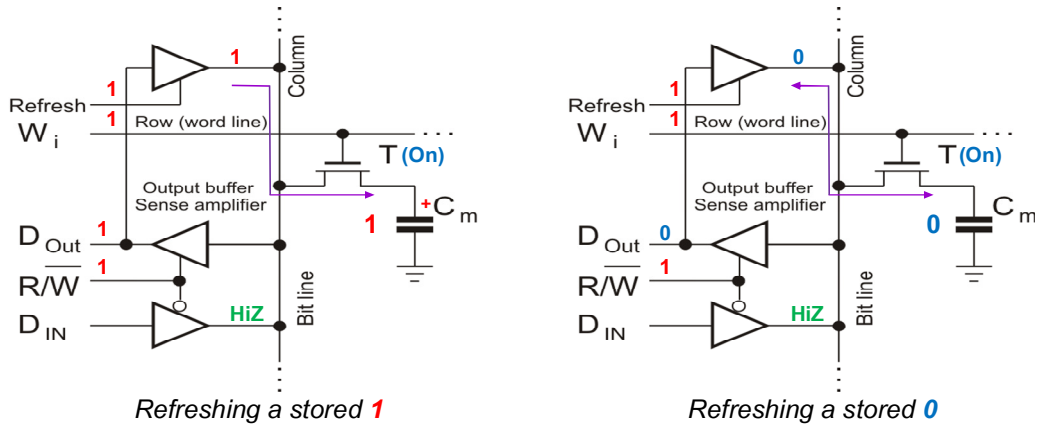 1
Column
1
Refresh
1
W i
Row (word line)
T (On)
Output buffer
Sense amplifier
+ C m
1
D Out
1
R/W̅
1
Bit line
D IN
HiZ
Refreshing a stored 1
0
Column
1
Refresh
1
W i
Row (word line)
T (On)
Output buffer
Sense amplifier
C m
0
D Out
0
R/W̅
1
Bit line
D IN
HiZ
Refreshing a stored 0